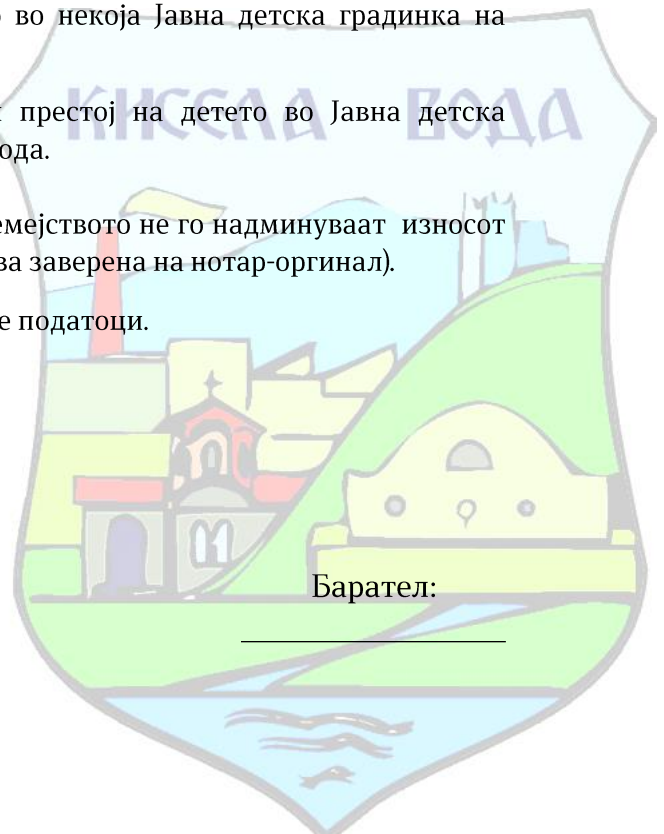 во некоја Јавна детска градинка на
КИСЕЛА ВОДА
престој на детето во Јавна детска
ода.
емејството не го надминуваат износот
ва заверена на нотар-оргинал).
е податоци.
Барател: